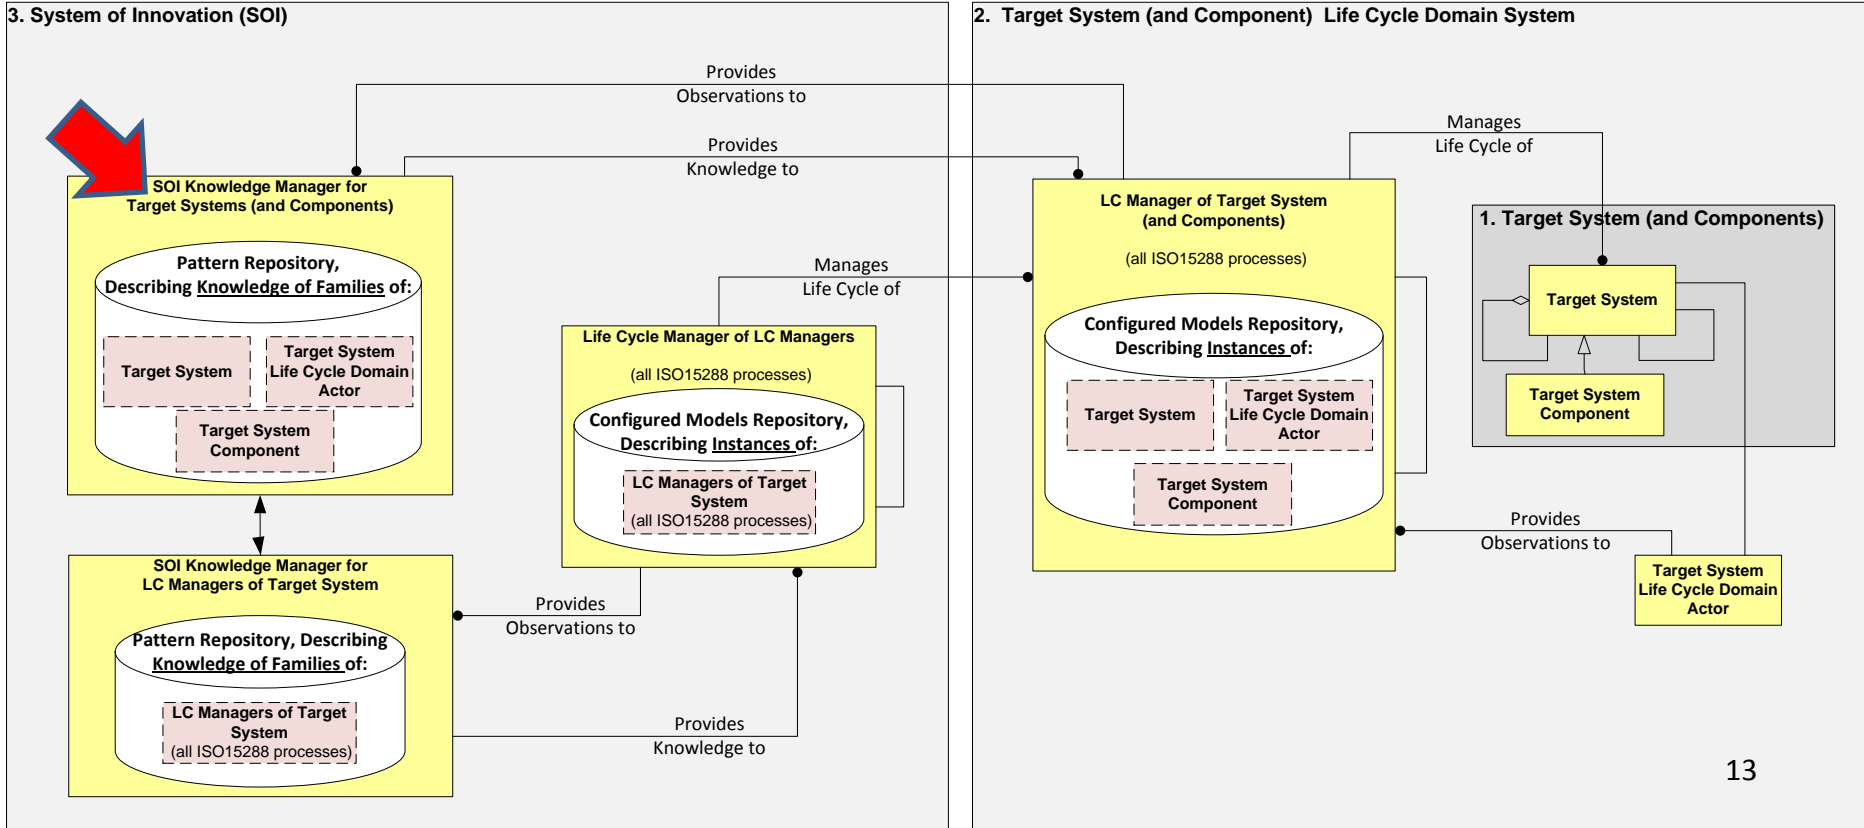 3. System of Innovation (SOI)
2.  Target System (and Component)  Life Cycle Domain System
Provides
Observations to
Provides
Knowledge to
Manages
Life Cycle of
SOI Knowledge Manager for
Target Systems (and Components)
Pattern Repository,
Describing Knowledge of Families of:
Target System
Target System
Life Cycle Domain
Actor
Target System
Component
Manages
Life Cycle of
Life Cycle Manager of LC Managers
(all ISO15288 processes)
Configured Models Repository,
Describing Instances of:
LC Managers of Target
System
(all ISO15288 processes)
LC Manager of Target System
(and Components)
(all ISO15288 processes)
Configured Models Repository,
Describing Instances of:
Target System
Target System
Life Cycle Domain
Actor
Target System
Component
1. Target System (and Components)
Target System
Target System
Component
Provides
Observations to
Target System
Life Cycle Domain
Actor
SOI Knowledge Manager for
LC Managers of Target System
Pattern Repository, Describing
Knowledge of Families of:
LC Managers of Target
System
(all ISO15288 processes)
Provides
Observations to
Provides
Knowledge to
13